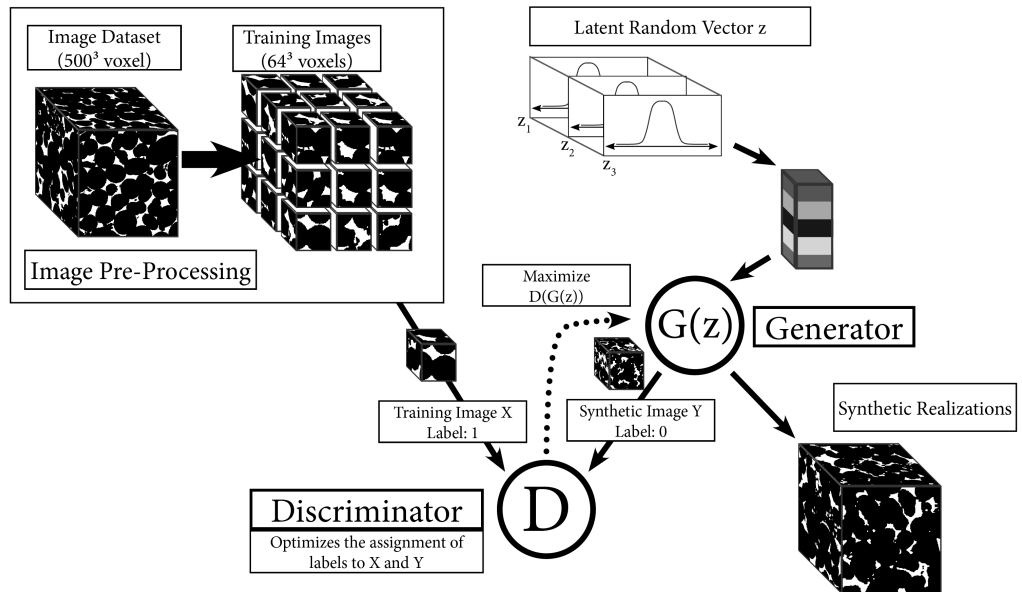 Image Dataset
(500³ voxel)
Training Images
(64³ voxels)
Image Pre-Processing
Latent Random Vector z
z₁
z₂
z₃
Maximize
D(G(z))
G(z)
Generator
Training Image X
Label: 1
Synthetic Image Y
Label: 0
Synthetic Realizations
D
Discriminator
Optimizes the assignment of
labels to X and Y